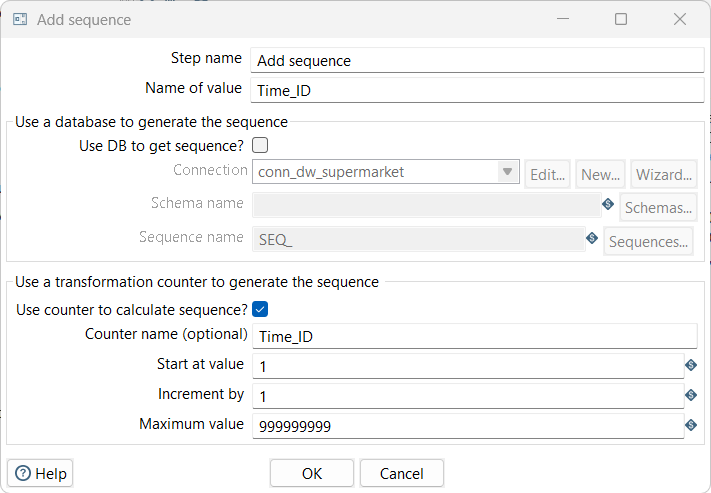 Add sequence
Step name Add sequence
Name of value Time_ID
Use a database to generate the sequence
Use DB to get sequence?
Connection conn_dw_supermarket Edit... New... Wizard...
Schema name Schemas...
Sequence name SEQ_ Sequences...
Use a transformation counter to generate the sequence
Use counter to calculate sequence?
Counter name (optional) Time_ID
Start at value 1
Increment by 1
Maximum value 999999999
Help OK Cancel